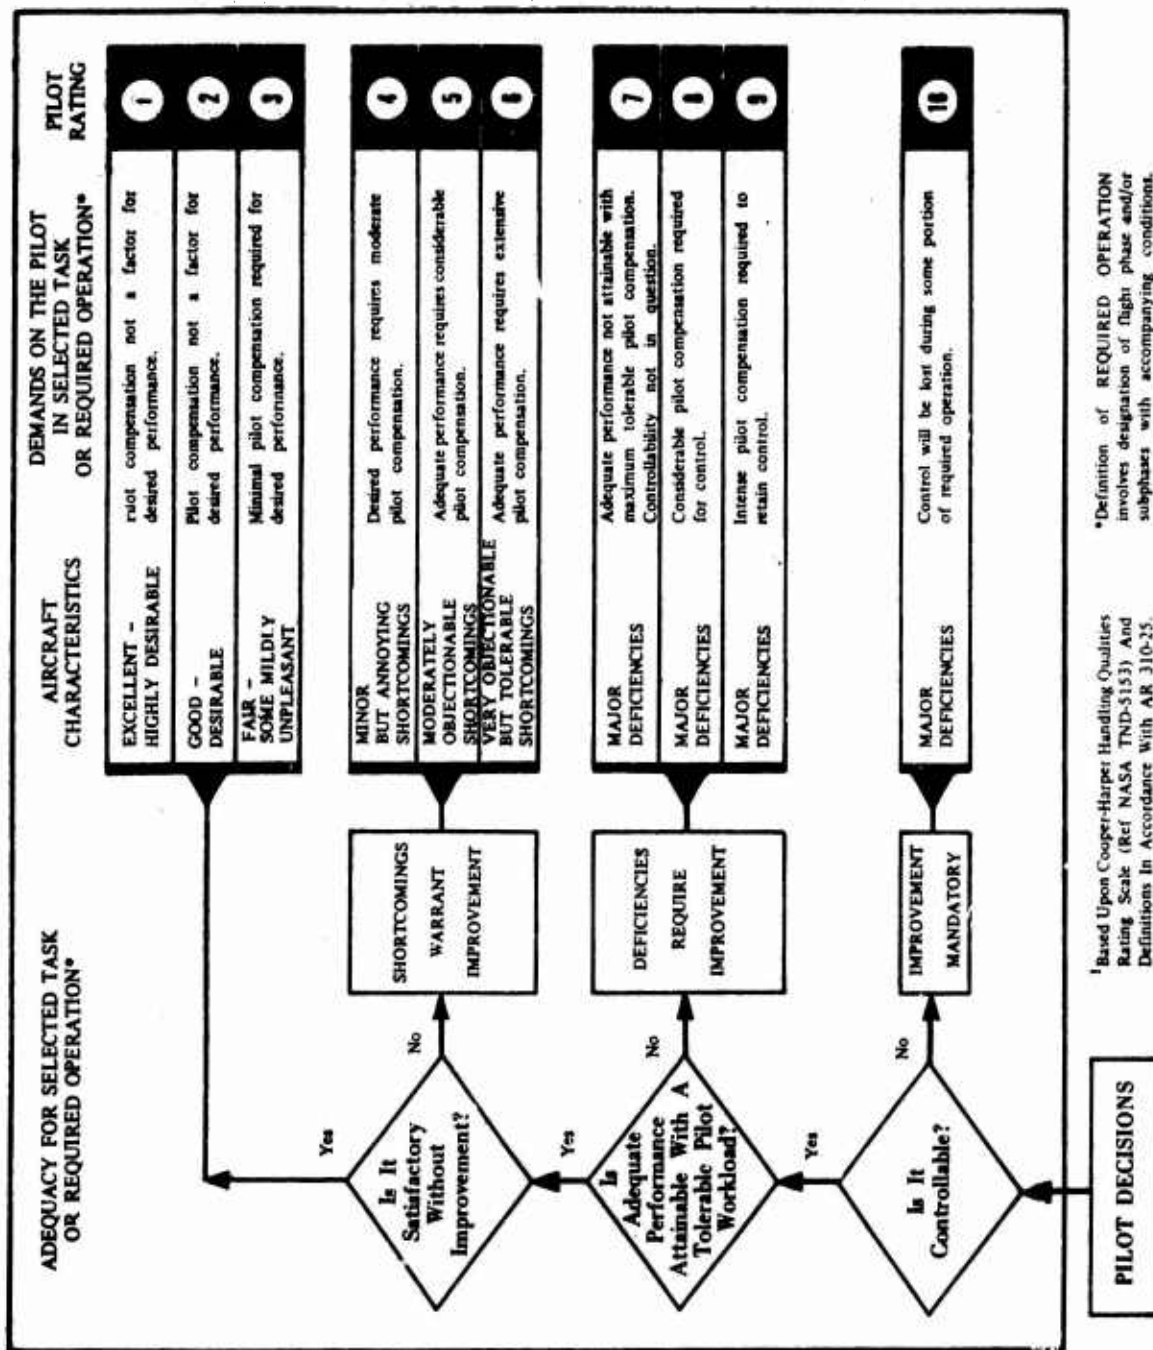 ADEQUACY FOR SELECTED TASK
OR REQUIRED OPERATION*
AIRCRAFT
CHARACTERISTICS
DEMANDS ON THE PILOT
IN SELECTED TASK
OR REQUIRED OPERATION*
PILOT
RATING
EXCELLENT –
HIGHLY DESIRABLE
compensation not a factor for
desired performance.
1
GOOD –
DESIRABLE
Pilot compensation not a factor for
desired performance.
2
FAIR –
SOME MILDLY
UNPLEASANT
Minimal pilot compensation required for
desired performance.
3
Yes
Is It
Satisfactory
Without
Improvement?
No
SHORTCOMINGS
WARRANT
IMPROVEMENT
MINOR
BUT ANNOYING
SHORTCOMINGS
Desired performance requires moderate
pilot compensation.
4
MODERATELY
OBJECTIONABLE
SHORTCOMINGS
Adequate performance requires considerable
pilot compensation.
5
VERY OBJECTIONABLE
BUT TOLERABLE
SHORTCOMINGS
Adequate performance requires extensive
pilot compensation.
6
Yes
Is
Adequate
Performance
Attainable With A
Tolerable Pilot
Workload?
No
DEFICIENCIES
REQUIRE
IMPROVEMENT
MAJOR
DEFICIENCIES
Adequate performance not attainable with
maximum tolerable pilot compensation.
Controllability not in question.
7
MAJOR
DEFICIENCIES
Considerable pilot compensation required
for control.
8
MAJOR
DEFICIENCIES
Intense pilot compensation required to
retain control.
9
Yes
Is It
Controllable?
No
IMPROVEMENT
MANDATORY
MAJOR
DEFICIENCIES
Control will be lost during some portion
of required operation.
10
PILOT DECISIONS
¹Based Upon Cooper-Harper Handling Qualities
Rating Scale (Ref NASA TND-5153) And
Definitions In Accordance With AR 310-25.
*Definition of REQUIRED OPERATION
involves designation of flight phase and/or
subphases with accompanying conditions.